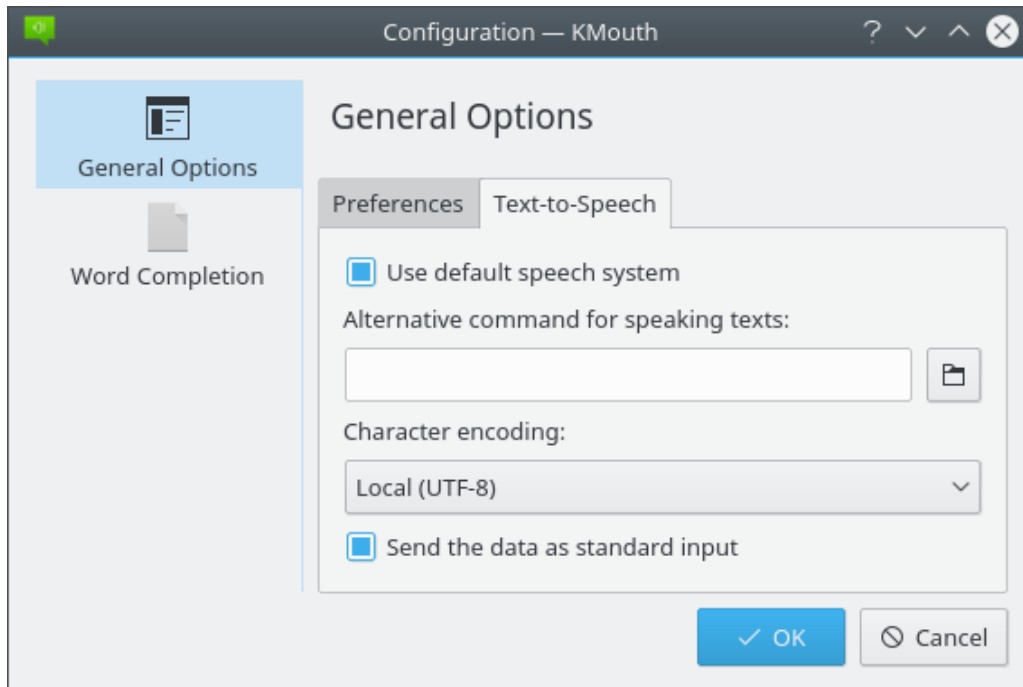 Configuration — KMouth
General Options
Word Completion
General Options
Preferences
Text-to-Speech
Use default speech system
Alternative command for speaking texts:
Character encoding:
Local (UTF-8)
Send the data as standard input
OK
Cancel